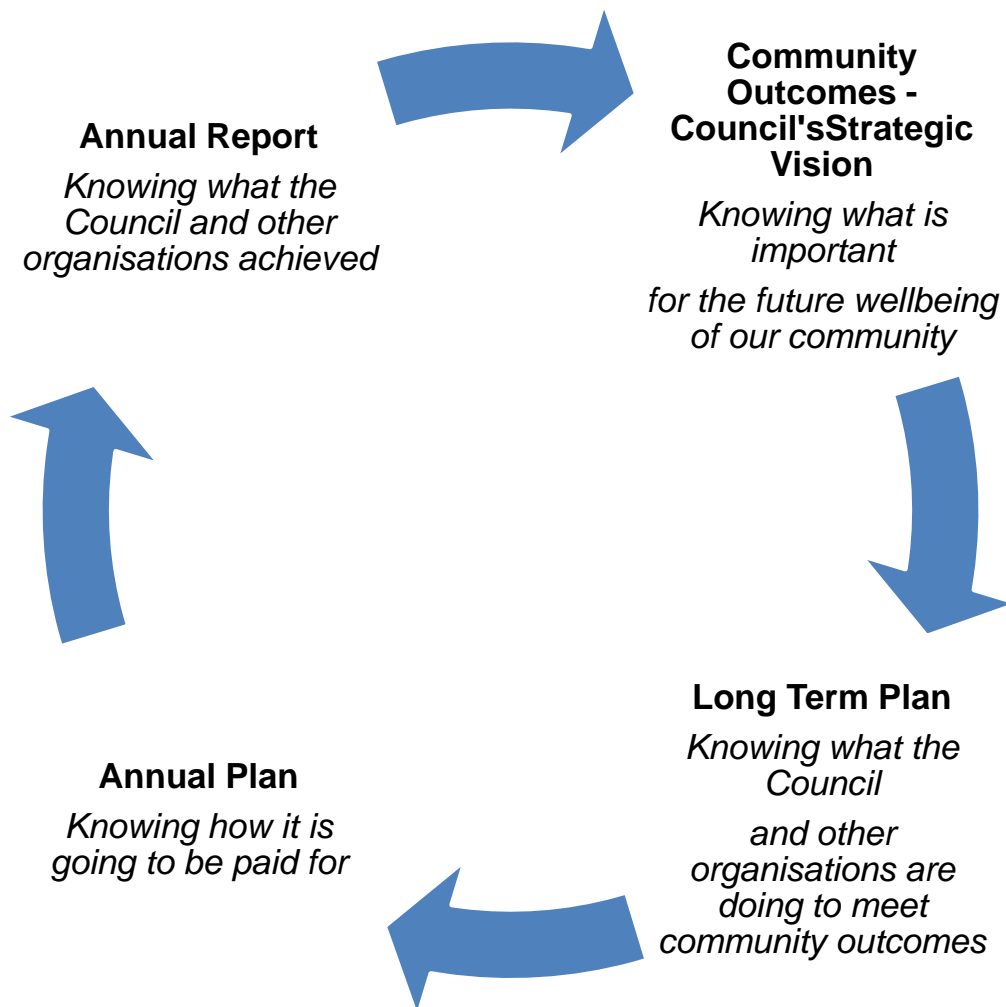 Annual Report
Knowing what the
Council and other
organisations achieved
Community
Outcomes -
Council'sStrategic
Vision
Knowing what is
important
for the future wellbeing
of our community
Long Term Plan
Knowing what the
Council
and other
organisations are
doing to meet
community outcomes
Annual Plan
Knowing how it is
going to be paid for